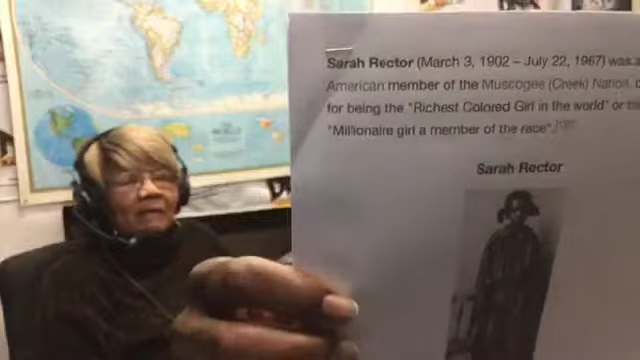 Sarah Rector (March 3, 1902 – July 22, 1967) was a
American member of the Muscogee (Creek) Nation,
for being the "Richest Colored Girl in the world" or
"Millionaire girl a member of the race".
Sarah Rector